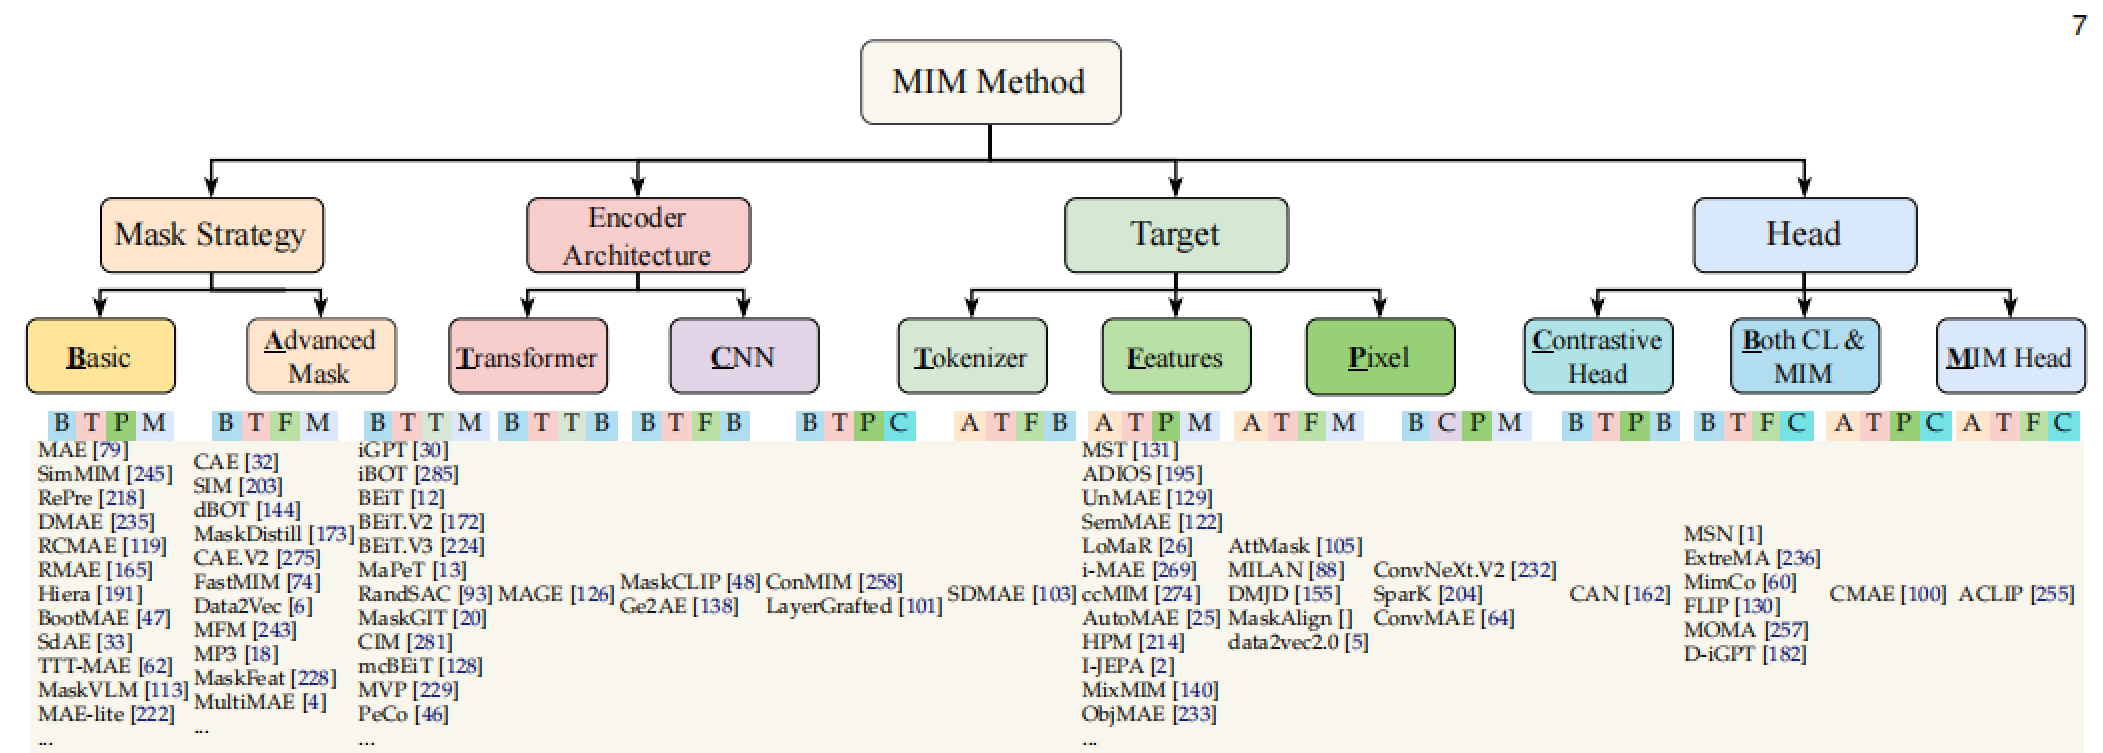 7
MIM Method
Mask Strategy
Encoder
Architecture
Target
Head
Basic
Advanced
Mask
Transformer
CNN
Tokenizer
Features
Pixel
Contrastive
Head
Both CL &
MIM
MIM Head
B T P M
MAE [79]
SimMIM [245]
RePre [218]
DMAE [235]
RCMAE [119]
RMAE [165]
Hiera [191]
BootMAE [47]
SdAE [33]
TTT-MAE [62]
MaskVLM [113]
MAE-lite [222]
...
B T F M
CAE [32]
SIM [203]
dBOT [144]
MaskDistill [173]
CAE.V2 [275]
FastMIM [74]
Data2Vec [6]
MFM [243]
MP3 [18]
MaskFeat [228]
MultiMAE [4]
...
B T T M
iGPT [30]
iBOT [285]
BEiT [12]
BEiT.V2 [172]
BEiT.V3 [224]
MaPeT [13]
RandSAC [93]
MaskGIT [20]
CIM [281]
mcBEiT [128]
MVP [229]
PeCo [46]
...
B T T B
MAGE [126]
B T F B
MaskCLIP [48]
Ge2AE [138]
B T P C
ConMIM [258]
LayerGrafted [101]
A T F B
SDMAE [103]
A T P M
MST [131]
ADIOS [195]
UnMAE [129]
SemMAE [122]
LoMaR [26]
i-MAE [269]
ccMIM [274]
AutoMAE [25]
HPM [214]
I-JEPA [2]
MixMIM [140]
ObjMAE [233]
...
A T F M
AttMask [105]
MILAN [88]
DMJD [155]
MaskAlign []
data2vec2.0 [5]
B C P M
ConvNeXt.V2 [232]
SparK [204]
ConvMAE [64]
B T P B
CAN [162]
B T F C
MSN [1]
ExtreMA [236]
MimCo [60]
FLIP [130]
MOMA [257]
D-iGPT [182]
A T P C
CMAE [100]
A T F C
ACLIP [255]